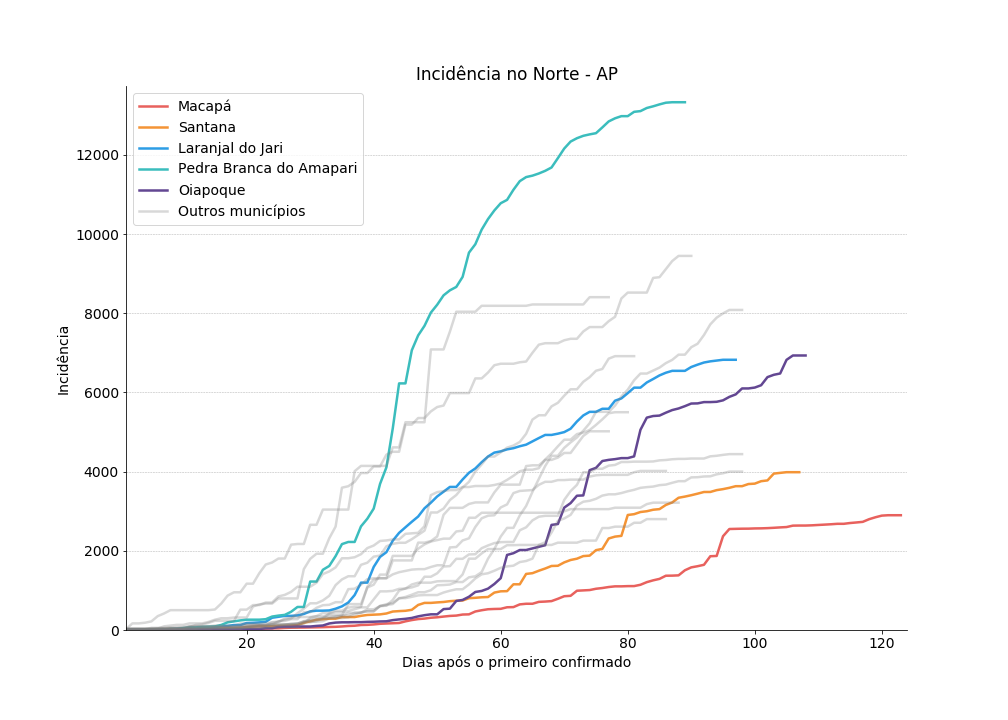 Incidência no Norte - AP
Macapá
Santana
Laranjal do Jari
Pedra Branca do Amapari
Oiapoque
Outros municípios
12000
10000
8000
6000
4000
2000
0
Incidência
20 40 60 80 100 120
Dias após o primeiro confirmado